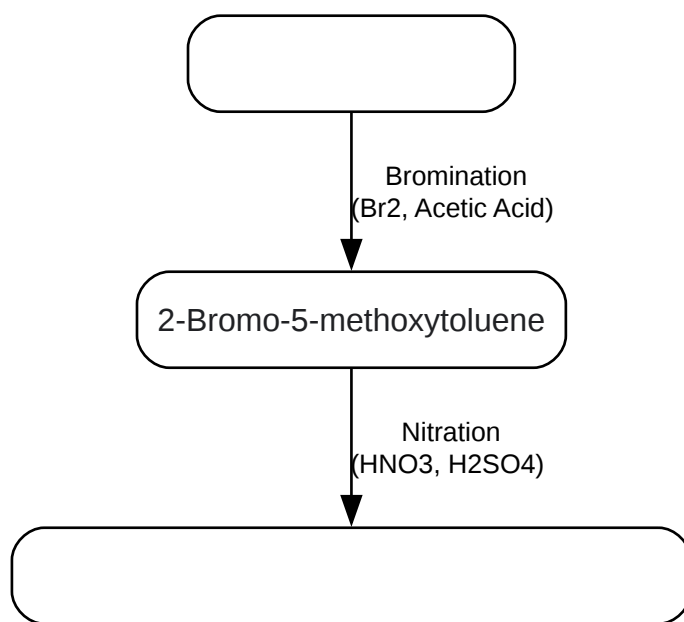 Bromination
(Br2, Acetic Acid)
2-Bromo-5-methoxytoluene
Nitration
(HNO3, H2SO4)